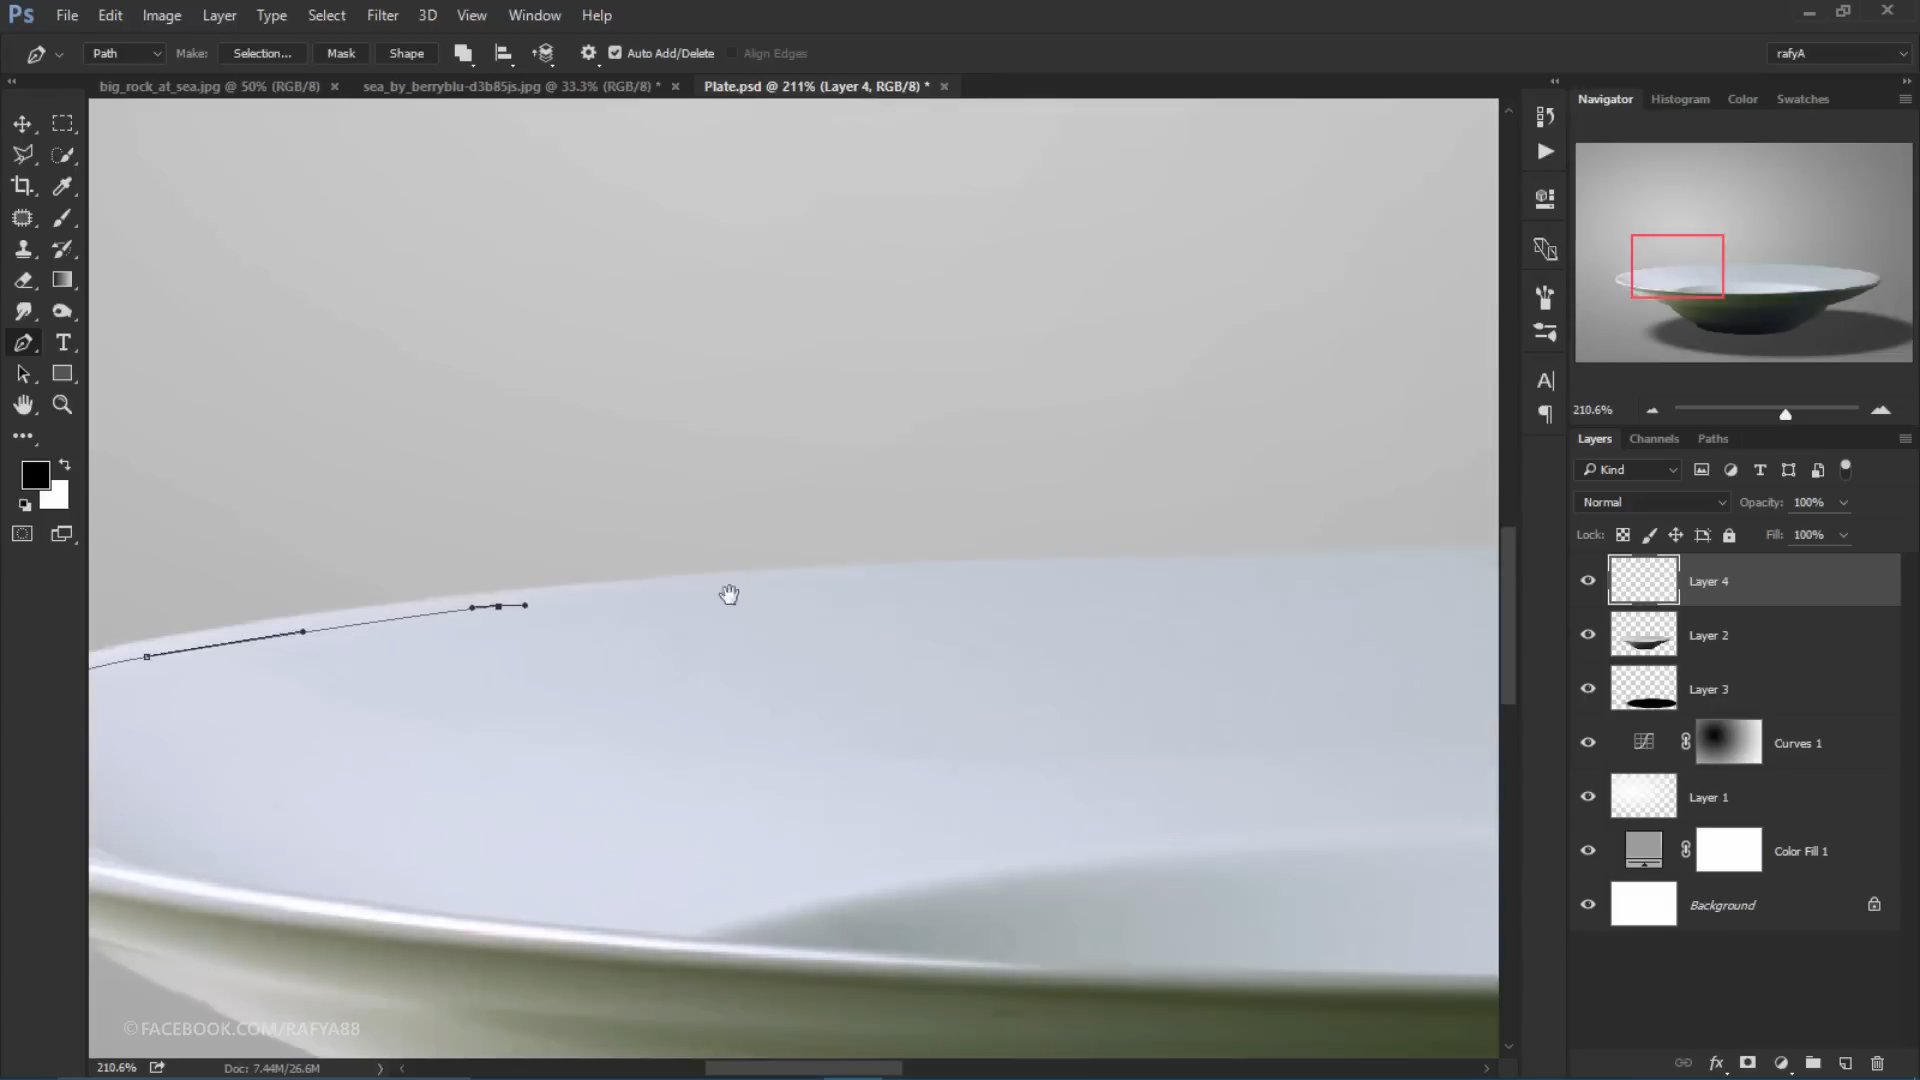 Ps File Edit Image Layer Type Select Filter 3D View Window Help
Path Make: Selection... Mask Shape Auto Add/Delete Align Edges rafyA
big_rock_at_sea.jpg @ 50% (RGB/8) × sea_by_berryblu-d3b85js.jpg @ 33.3% (RGB/8) * × Plate.psd @ 211% (Layer 4, RGB/8) * ×
Navigator Histogram Color Swatches
210.6%
Layers Channels Paths
Kind
Normal Opacity: 100%
Lock: Fill: 100%
Layer 4
Layer 2
Layer 3
Curves 1
Layer 1
Color Fill 1
Background
©FACEBOOK.COM/RAFYA88
210.6% Doc: 7.44M/26.6M